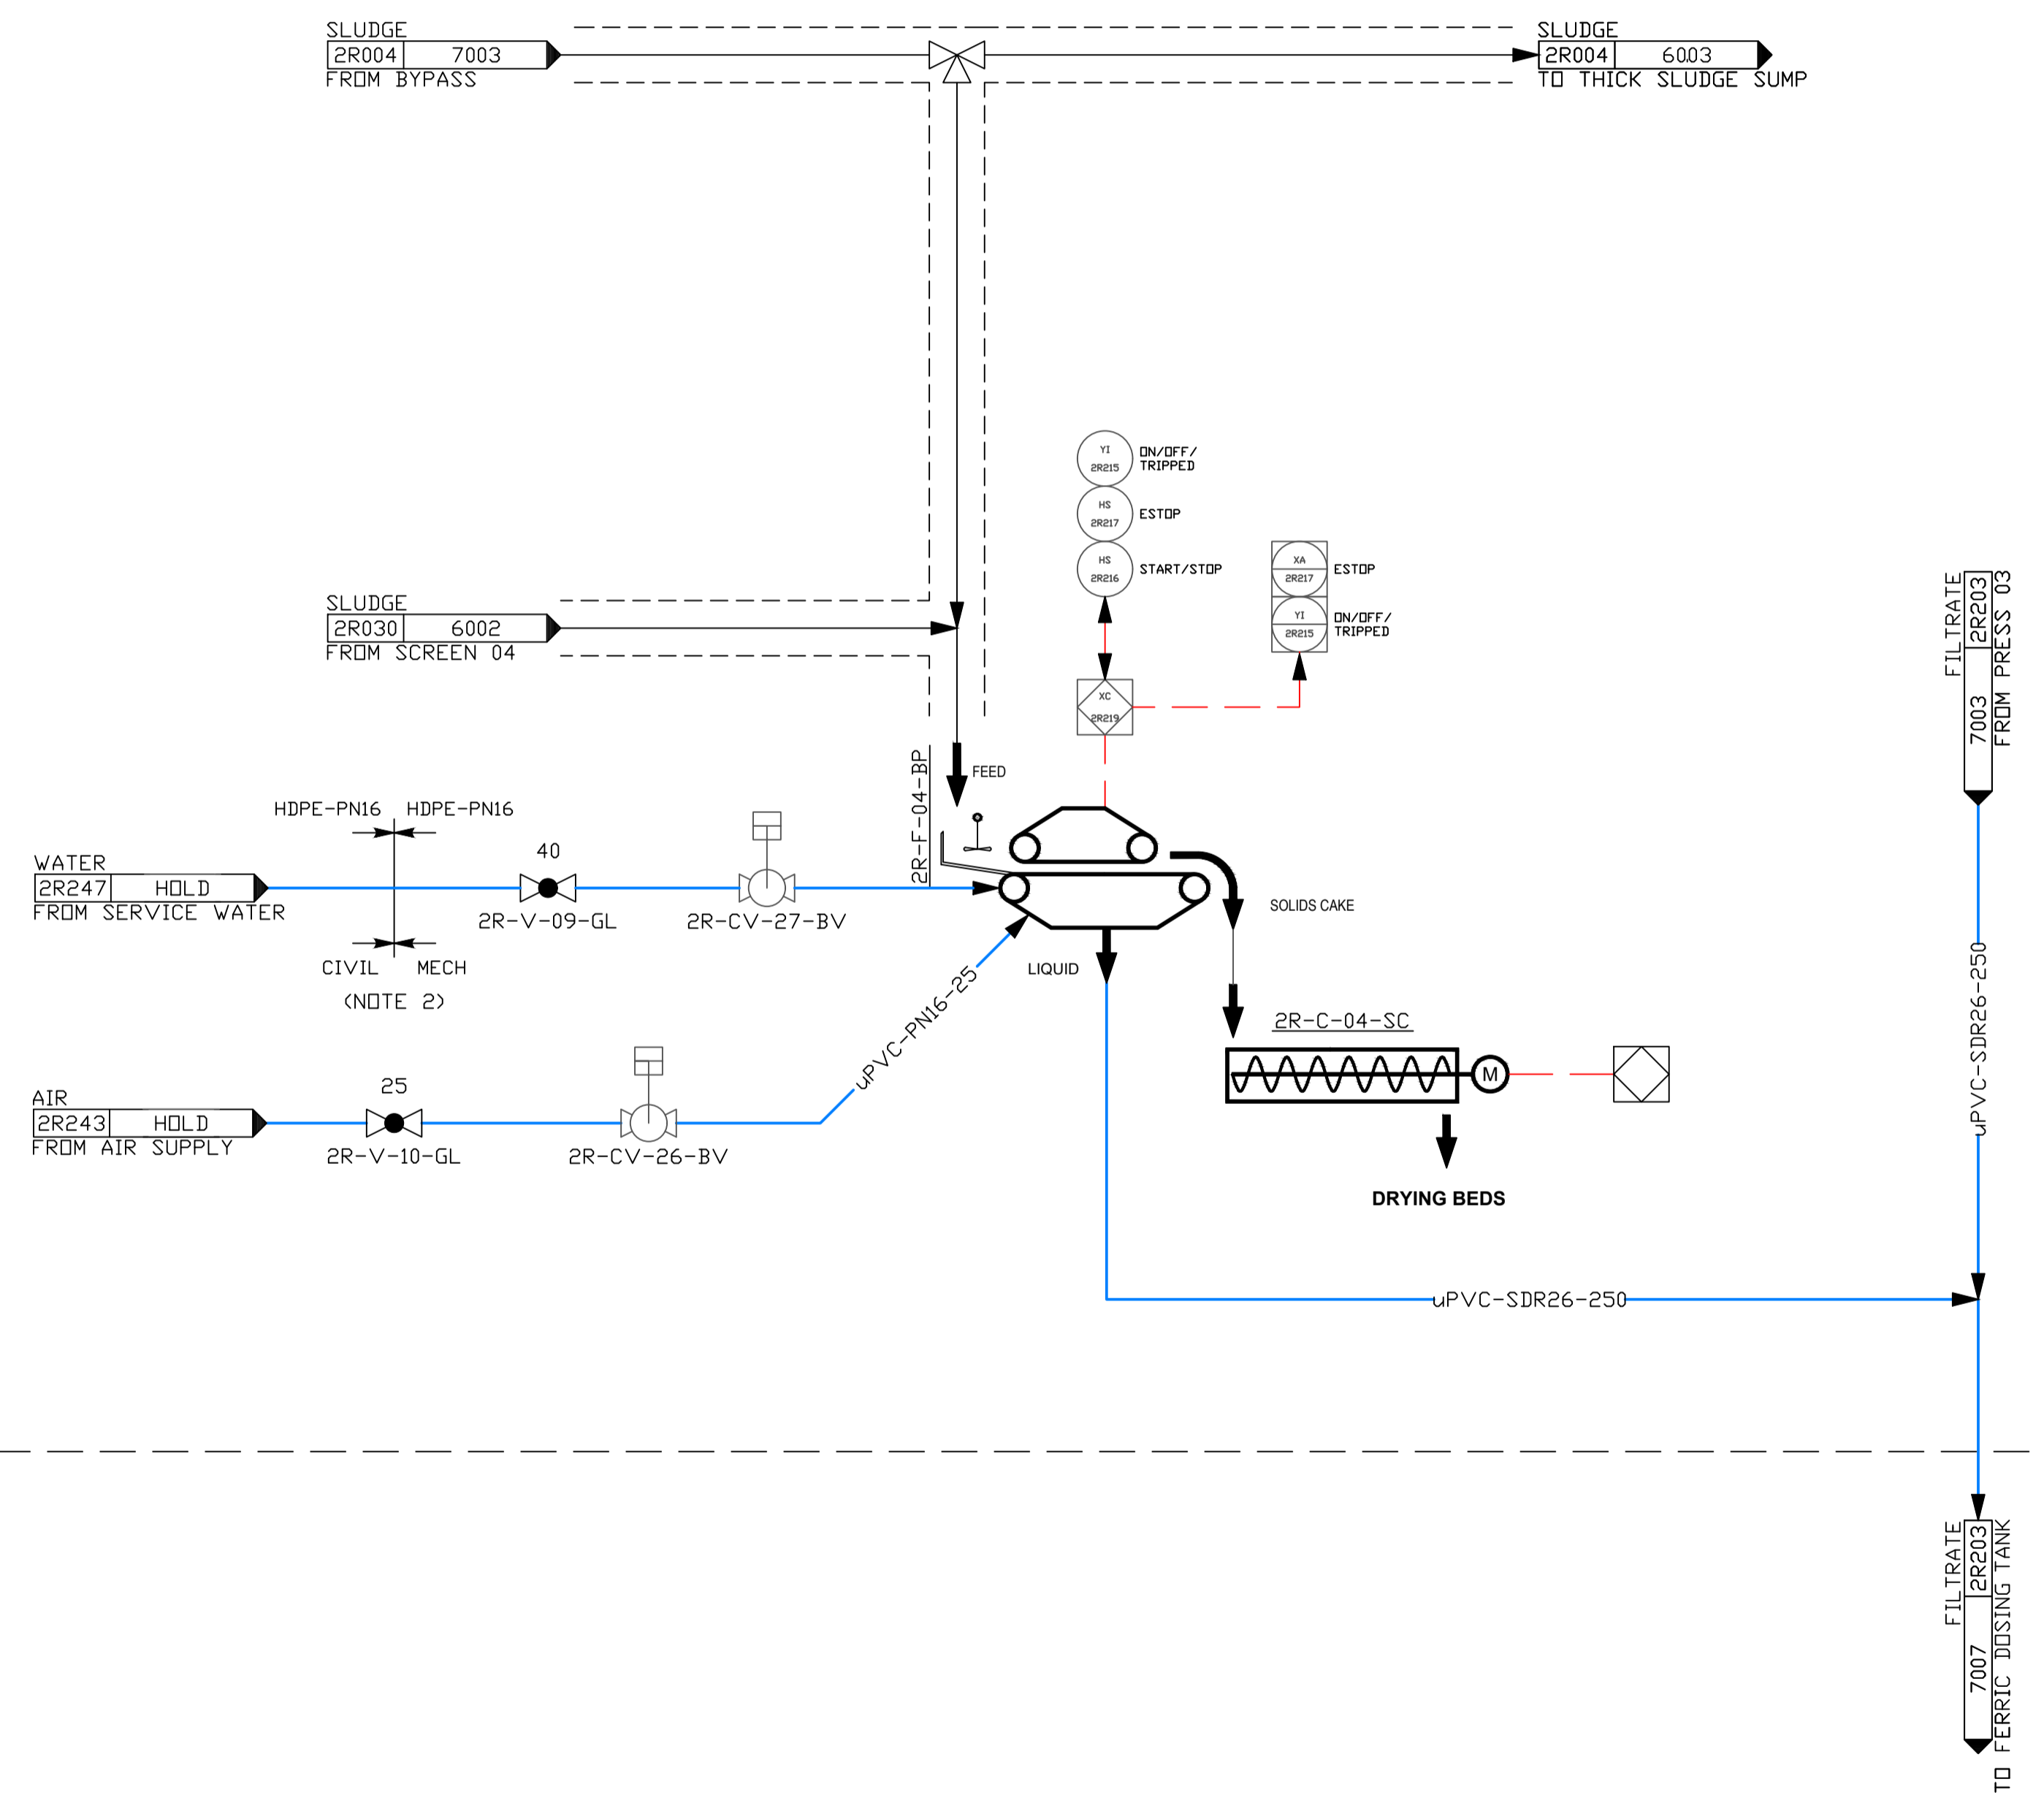 SLUDGE
2R004 7003
FROM BYPASS
SLUDGE
2R004 6003
TO THICK SLUDGE SUMP
YI
2R215
ON/OFF/
TRIPPED
HS
2R217
ESTOP
HS
2R216
START/STOP
XA
2R217
ESTOP
YI
2R215
ON/OFF/
TRIPPED
XC
2R219
SLUDGE
2R030 6002
FROM SCREEN 04
FILTRATE
7003 2R203
FROM PRESS 03
2R-F-04-BP
FEED
HDPE-PN16 HDPE-PN16
WATER
2R247 HOLD
FROM SERVICE WATER
40
2R-V-09-GL
2R-CV-27-BV
CIVIL MECH
(NOTE 2)
SOLIDS CAKE
LIQUID
uPVC-PN16-25
2R-C-04-SC
M
AIR
2R243 HOLD
FROM AIR SUPPLY
25
2R-V-10-GL
2R-CV-26-BV
DRYING BEDS
uPVC-SDR26-250
uPVC-SDR26-250
FILTRATE
7007 2R203
TO FERRIC DOSING TANK